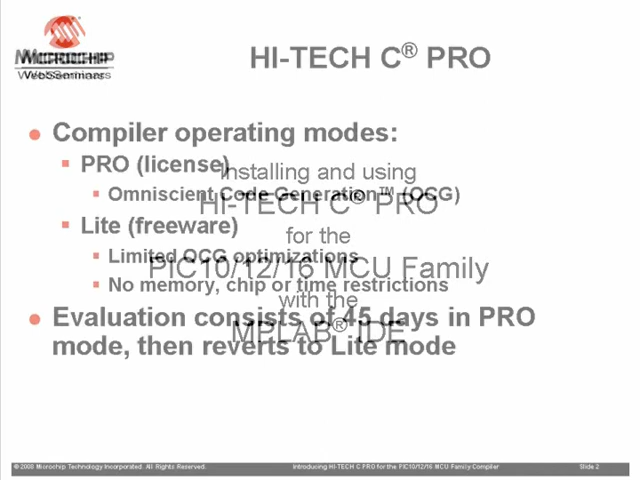 MICROCHIP
WebSeminars
HI-TECH C® PRO
Compiler operating modes:
PRO (license)
Omniscient Code Generation™ (OCG)
Lite (freeware)
Limited OCG optimizations
No memory, chip or time restrictions
Evaluation consists of 45 days in PRO
mode, then reverts to Lite mode
Installing and using
HI-TECH C® PRO
for the
PIC10/12/16 MCU Family
with the
MPLAB® IDE
© 2008 Microchip Technology Incorporated. All Rights Reserved.
Introducing HI-TECH C PRO for the PIC10/12/16 MCU Family Compiler
Slide 2